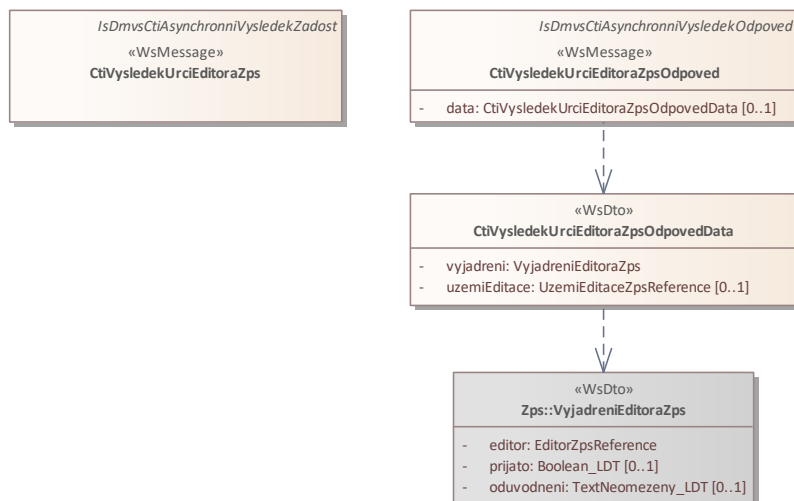 IsDmvsCtiAsynchronniVysledekZadost
«WsMessage»
CtiVysledekUrciEditoraZps
IsDmvsCtiAsynchronniVysledekOdpoved
«WsMessage»
CtiVysledekUrciEditoraZpsOdpoved
- data: CtiVysledekUrciEditoraZpsOdpovedData [0..1]
«WsDto»
CtiVysledekUrciEditoraZpsOdpovedData
- vyjadreni: VyjadreniEditoraZps
- uzemiEditace: UzemiEditaceZpsReference [0..1]
«WsDto»
Zps::VyjadreniEditoraZps
- editor: EditorZpsReference
- prijato: Boolean_LDT [0..1]
- oduvodneni: TextNeomezeny_LDT [0..1]